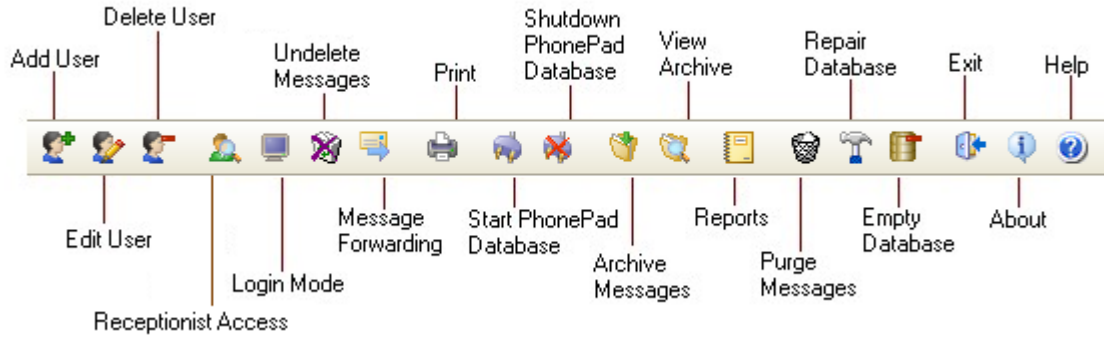 Delete User
Add User
Undelete
Messages
Print
Shutdown
PhonePad
Database
View
Archive
Repair
Database
Exit
Help
Edit User
Receptionist Access
Login Mode
Message
Forwarding
Start PhonePad
Database
Archive
Messages
Reports
Purge
Messages
Empty
Database
About